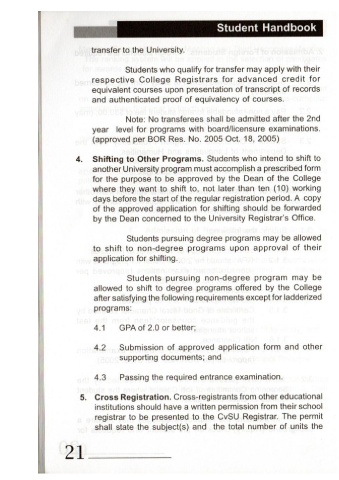 Student Handbook
transfer to the University.
Students who qualify for transfer may apply with their
respective College Registrars for advanced credit for
equivalent courses upon presentation of transcript of records
and authenticated proof of equivalency of courses.
Note: No transferees shall be admitted after the 2nd
year level for programs with board/licensure examinations.
(approved per BOR Res. No. 2005 Oct. 18, 2005)
4. Shifting to Other Programs. Students who intend to shift to
another University program must accomplish a prescribed form
for the purpose to be approved by the Dean of the College
where they want to shift to, not later than ten (10) working
days before the start of the regular registration period. A copy
of the approved application for shifting should be forwarded
by the Dean concerned to the University Registrar's Office.
Students pursuing degree programs may be allowed
to shift to non-degree programs upon approval of their
application for shifting.
Students pursuing non-degree program may be
allowed to shift to degree programs offered by the College
after satisfying the following requirements except for ladderized
programs:
4.1 GPA of 2.0 or better;
4.2 Submission of approved application form and other
supporting documents; and
4.3 Passing the required entrance examination.
5. Cross Registration. Cross-registrants from other educational
institutions should have a written permission from their school
registrar to be presented to the CvSU Registrar. The permit
shall state the subject(s) and the total number of units the
21